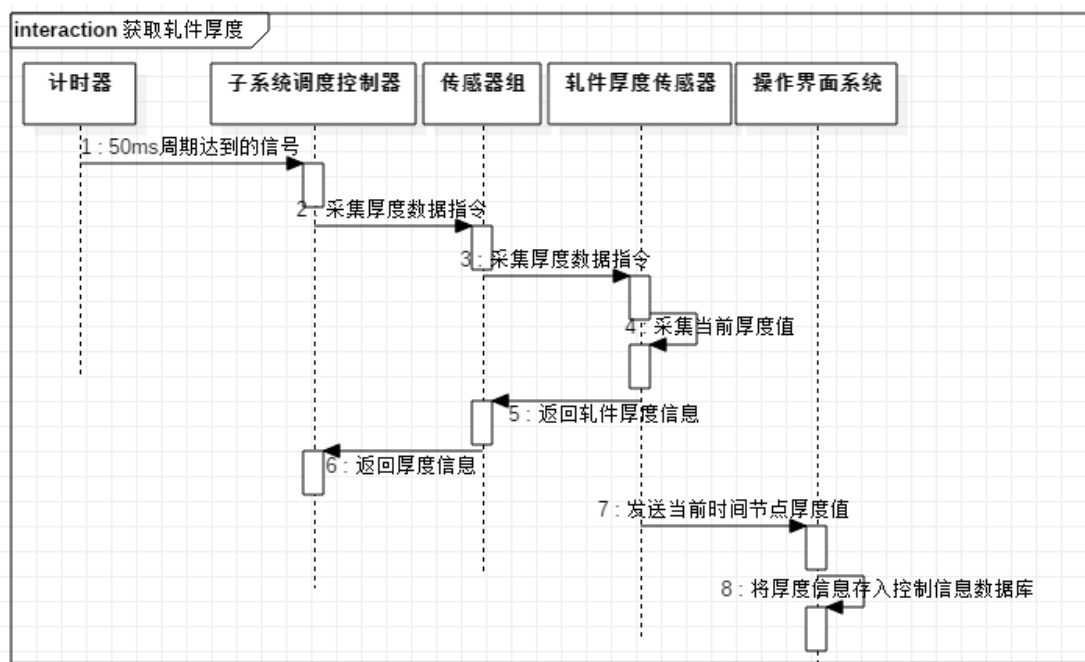 interaction 获取轧件厚度
计时器
子系统调度控制器
传感器组
轧件厚度传感器
操作界面系统
1 : 50ms周期达到的信号
2 : 采集厚度数据指令
3 : 采集厚度数据指令
4 : 采集当前厚度值
5 : 返回轧件厚度信息
6 : 返回厚度信息
7 : 发送当前时间节点厚度值
8 : 将厚度信息存入控制信息数据库